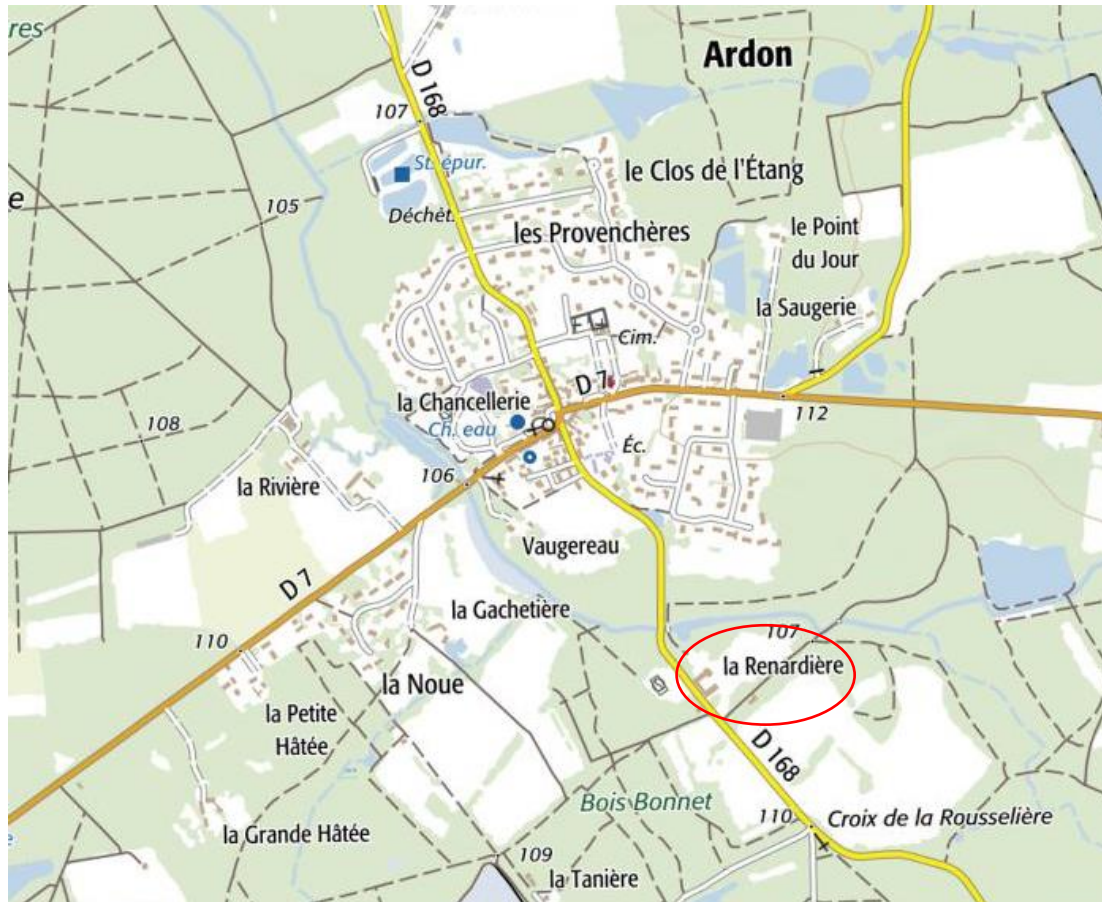 res
Ardon
D 168
107
St épur.
le Clos de l'Étang
e
105
Déchèt.
les Provenchères
le Point
du Jour
la Saugerie
Cim.
D 7
la Chancellerie
112
108
Ch. eau
Éc.
106
la Rivière
Vaugereau
D 7
la Gachetière
107
110
la Renardière
la Noue
la Petite
Hâtée
D 168
Bois Bonnet
110
Croix de la Rousselière
la Grande Hâtée
109
la Tanière
e